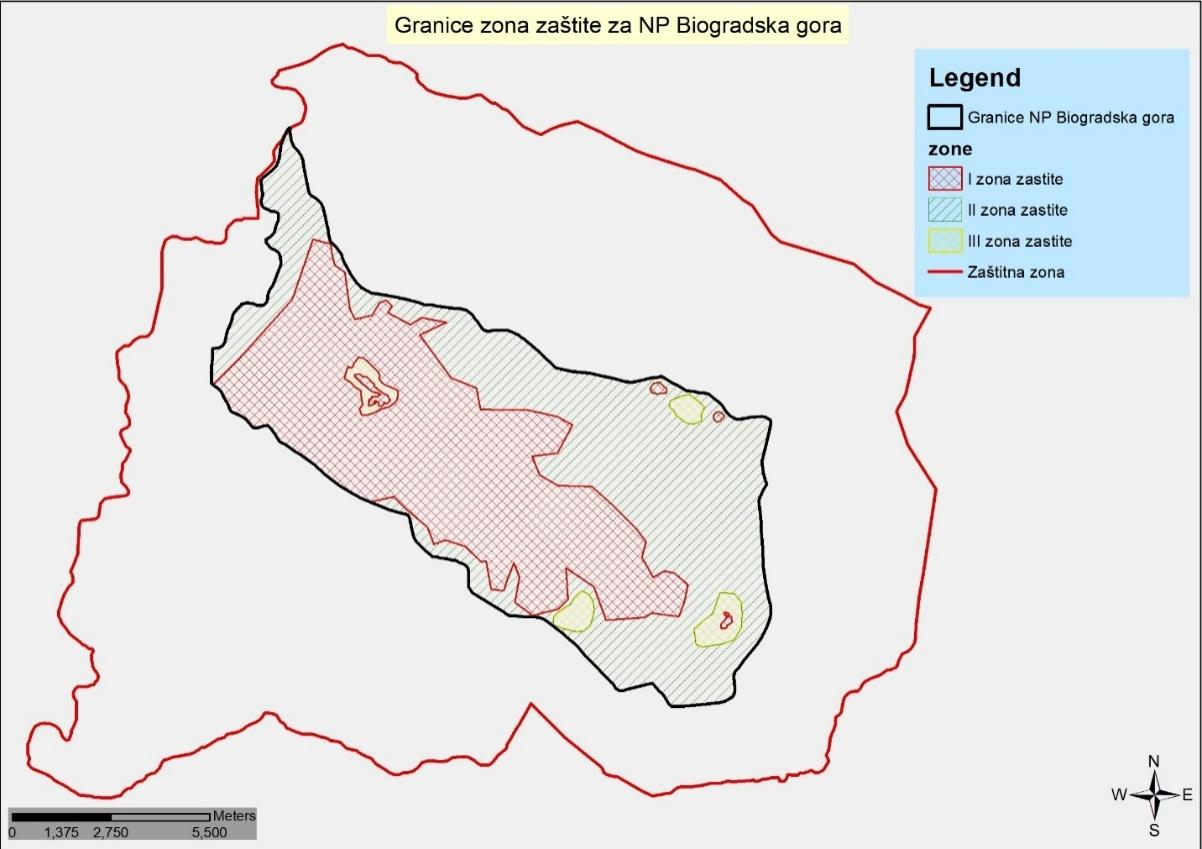 Granice zona zaštite za NP Biogradska gora
Legend
Granice NP Biogradska gora
zone
I zona zastite
II zona zastite
III zona zastite
Zaštitna zona
N
W E
S
Meters
0 1,375 2,750 5,500